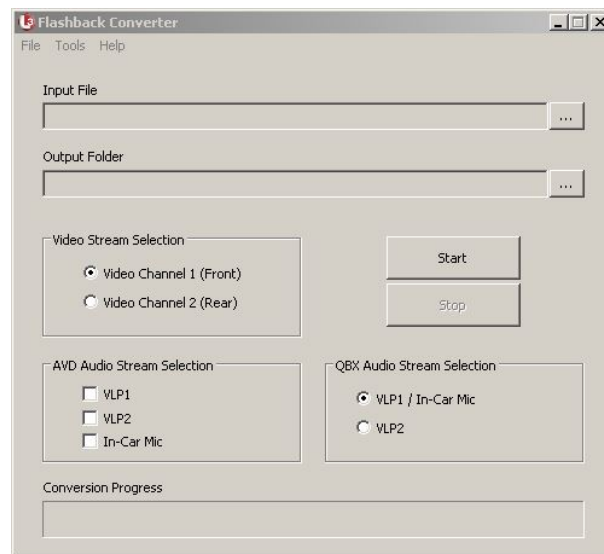 Flashback Converter
File Tools Help
Input File
...
Output Folder
...
Video Stream Selection
Video Channel 1 (Front)
Video Channel 2 (Rear)
Start
Stop
AVD Audio Stream Selection
VLP1
VLP2
In-Car Mic
QBX Audio Stream Selection
VLP1 / In-Car Mic
VLP2
Conversion Progress